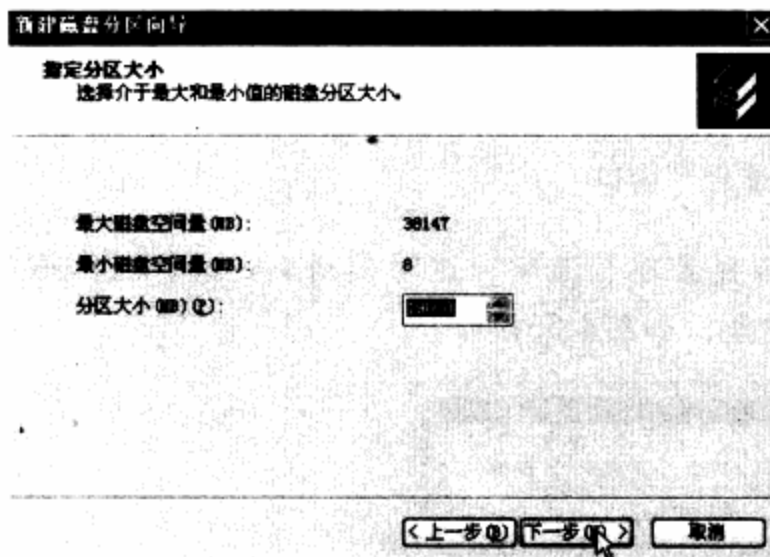 新建磁盘分区向导
指定分区大小
选择介于最大和最小值的磁盘分区大小。
最大磁盘空间量(MB): 38147
最小磁盘空间量(MB): 8
分区大小(MB)(P):
<上一步(B) 下一步(N)> 取消